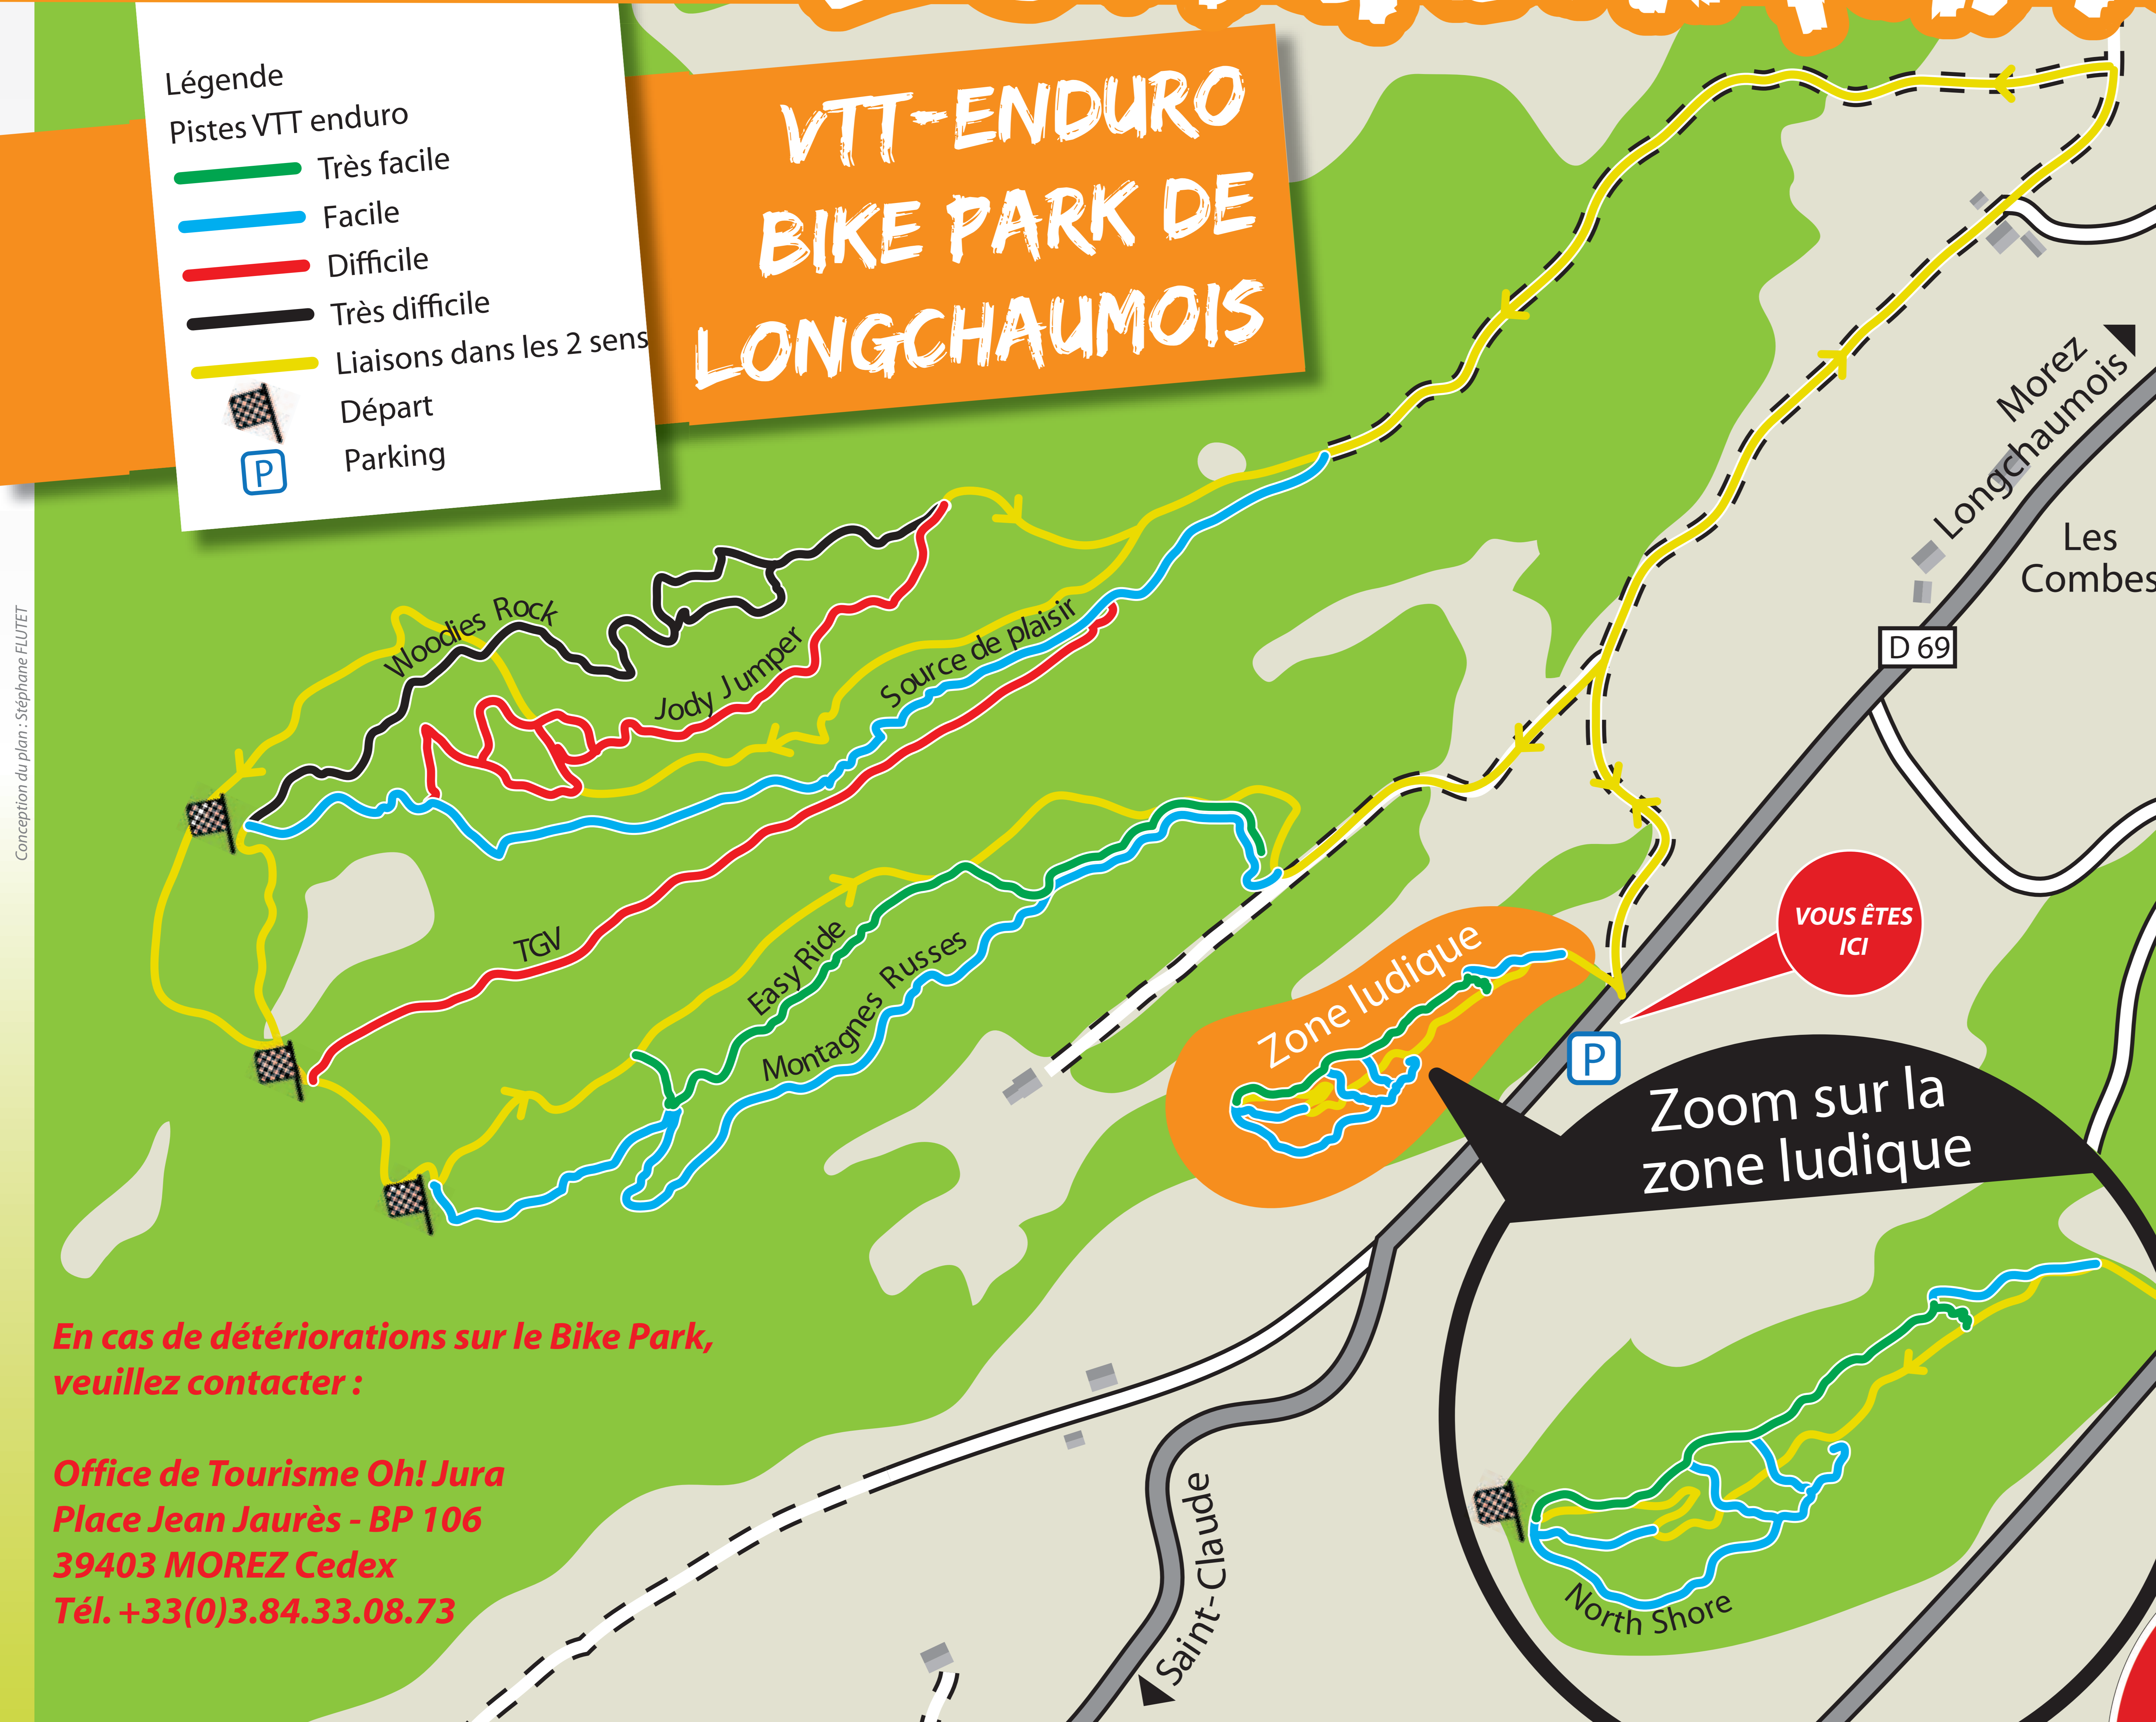 Légende
Pistes VTT enduro
Très facile
Facile
Difficile
Très difficile
Liaisons dans les 2 sens
Départ
P
Parking
VTT-ENDURO
BIKE PARK DE
LONGCHAUMOIS
Morez
Longchaumois
Les
Combes
D 69
Woodies Rock
Jody Jumper
Source de plaisir
TGV
Easy Ride
Montagnes Russes
Zone ludique
VOUS ÊTES
ICI
P
Zoom sur la
zone ludique
North Shore
Saint-Claude
En cas de détériorations sur le Bike Park,
veuillez contacter :
Office de Tourisme Oh! Jura
Place Jean Jaurès - BP 106
39403 MOREZ Cedex
Tél. +33(0)3.84.33.08.73
Conception du plan : Stéphane FLUTET